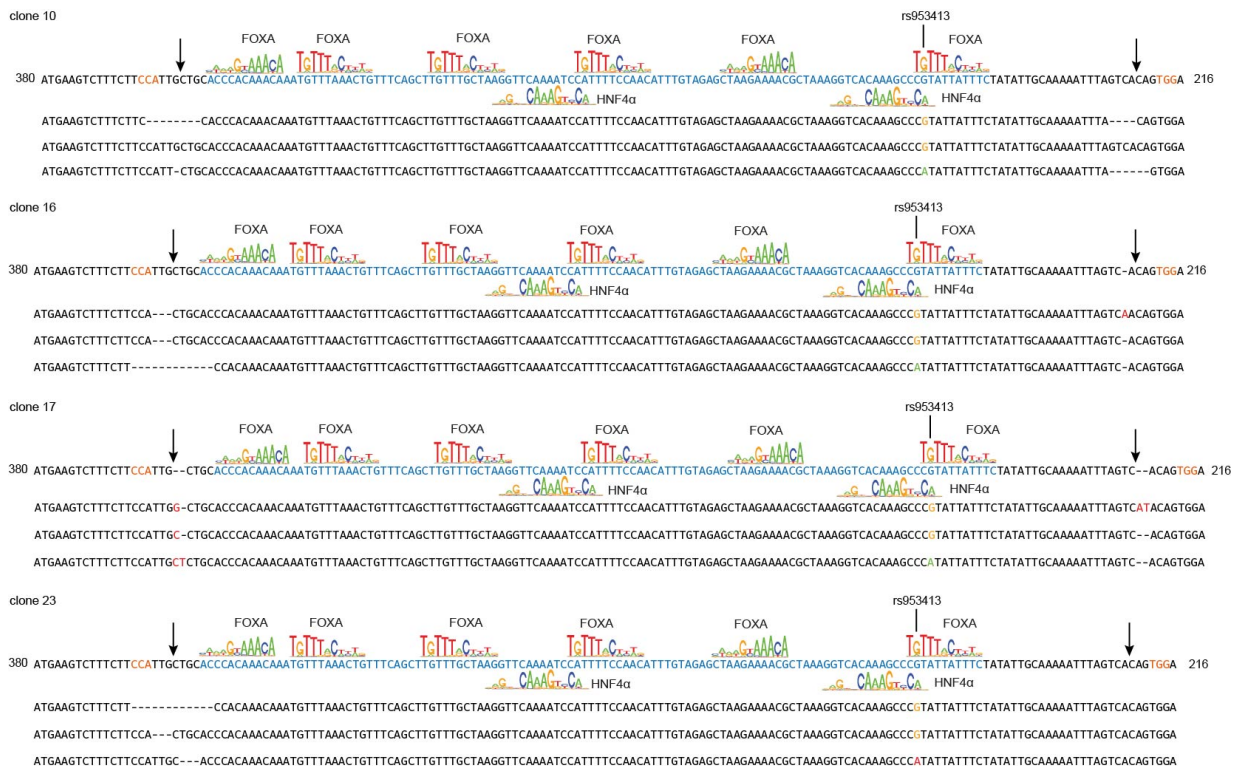 clone 10
rs953413
FOXA FOXA FOXA FOXA FOXA FOXA
380 ATGAAGTCTTTCTTCCATTGCTGCACCCACAAACAAATGTTTAAACTGTTTCAGCTTGTTTGCTAAGGTTCAAAATCCATTTTCCAACATTTGTAGAGCTAAGAAAACGCTAAAGGTCACAAAGCCCGTATTATTTCTATATTGCAAAAATTTAGTCACAGTGGA 216
HNF4α HNF4α
ATGAAGTCTTTCTTC--------CACCCACAAACAAATGTTTAAACTGTTTCAGCTTGTTTGCTAAGGTTCAAAATCCATTTTCCAACATTTGTAGAGCTAAGAAAACGCTAAAGGTCACAAAGCCCGTATTATTTCTATATTGCAAAAATTTA----CAGTGGA
ATGAAGTCTTTCTTCCATTGCTGCACCCACAAACAAATGTTTAAACTGTTTCAGCTTGTTTGCTAAGGTTCAAAATCCATTTTCCAACATTTGTAGAGCTAAGAAAACGCTAAAGGTCACAAAGCCCGTATTATTTCTATATTGCAAAAATTTAGTCACAGTGGA
ATGAAGTCTTTCTTCCATT-CTGCACCCACAAACAAATGTTTAAACTGTTTCAGCTTGTTTGCTAAGGTTCAAAATCCATTTTCCAACATTTGTAGAGCTAAGAAAACGCTAAAGGTCACAAAGCCCATATTATTTCTATATTGCAAAAATTTA------GTGGA
clone 16
rs953413
FOXA FOXA FOXA FOXA FOXA FOXA
380 ATGAAGTCTTTCTTCCATTGCTGCACCCACAAACAAATGTTTAAACTGTTTCAGCTTGTTTGCTAAGGTTCAAAATCCATTTTCCAACATTTGTAGAGCTAAGAAAACGCTAAAGGTCACAAAGCCCGTATTATTTCTATATTGCAAAAATTTAGTC-ACAGTGGA 216
HNF4α HNF4α
ATGAAGTCTTTCTTCCA---CTGCACCCACAAACAAATGTTTAAACTGTTTCAGCTTGTTTGCTAAGGTTCAAAATCCATTTTCCAACATTTGTAGAGCTAAGAAAACGCTAAAGGTCACAAAGCCCGTATTATTTCTATATTGCAAAAATTTAGTCAACAGTGGA
ATGAAGTCTTTCTTCCA---CTGCACCCACAAACAAATGTTTAAACTGTTTCAGCTTGTTTGCTAAGGTTCAAAATCCATTTTCCAACATTTGTAGAGCTAAGAAAACGCTAAAGGTCACAAAGCCCGTATTATTTCTATATTGCAAAAATTTAGTC-ACAGTGGA
ATGAAGTCTTTCTT------------CCACAAACAAATGTTTAAACTGTTTCAGCTTGTTTGCTAAGGTTCAAAATCCATTTTCCAACATTTGTAGAGCTAAGAAAACGCTAAAGGTCACAAAGCCCATATTATTTCTATATTGCAAAAATTTAGTC-ACAGTGGA
clone 17
rs953413
FOXA FOXA FOXA FOXA FOXA FOXA
380 ATGAAGTCTTTCTTCCATTG--CTGCACCCACAAACAAATGTTTAAACTGTTTCAGCTTGTTTGCTAAGGTTCAAAATCCATTTTCCAACATTTGTAGAGCTAAGAAAACGCTAAAGGTCACAAAGCCCGTATTATTTCTATATTGCAAAAATTTAGTC--ACAGTGGA 216
HNF4α HNF4α
ATGAAGTCTTTCTTCCATTGG-CTGCACCCACAAACAAATGTTTAAACTGTTTCAGCTTGTTTGCTAAGGTTCAAAATCCATTTTCCAACATTTGTAGAGCTAAGAAAACGCTAAAGGTCACAAAGCCCGTATTATTTCTATATTGCAAAAATTTAGTCATACAGTGGA
ATGAAGTCTTTCTTCCATTGC-CTGCACCCACAAACAAATGTTTAAACTGTTTCAGCTTGTTTGCTAAGGTTCAAAATCCATTTTCCAACATTTGTAGAGCTAAGAAAACGCTAAAGGTCACAAAGCCCGTATTATTTCTATATTGCAAAAATTTAGTC--ACAGTGGA
ATGAAGTCTTTCTTCCATTGCTCTGCACCCACAAACAAATGTTTAAACTGTTTCAGCTTGTTTGCTAAGGTTCAAAATCCATTTTCCAACATTTGTAGAGCTAAGAAAACGCTAAAGGTCACAAAGCCCATATTATTTCTATATTGCAAAAATTTAGTC--ACAGTGGA
clone 23
rs953413
FOXA FOXA FOXA FOXA FOXA FOXA
380 ATGAAGTCTTTCTTCCATTGCTGCACCCACAAACAAATGTTTAAACTGTTTCAGCTTGTTTGCTAAGGTTCAAAATCCATTTTCCAACATTTGTAGAGCTAAGAAAACGCTAAAGGTCACAAAGCCCGTATTATTTCTATATTGCAAAAATTTAGTCACAGTGGA 216
HNF4α HNF4α
ATGAAGTCTTTCTT------------CCACAAACAAATGTTTAAACTGTTTCAGCTTGTTTGCTAAGGTTCAAAATCCATTTTCCAACATTTGTAGAGCTAAGAAAACGCTAAAGGTCACAAAGCCCGTATTATTTCTATATTGCAAAAATTTAGTCACAGTGGA
ATGAAGTCTTTCTTCCA---CTGCACCCACAAACAAATGTTTAAACTGTTTCAGCTTGTTTGCTAAGGTTCAAAATCCATTTTCCAACATTTGTAGAGCTAAGAAAACGCTAAAGGTCACAAAGCCCGTATTATTTCTATATTGCAAAAATTTAGTCACAGTGGA
ATGAAGTCTTTCTTCCATTGC---ACCCACAAACAAATGTTTAAACTGTTTCAGCTTGTTTGCTAAGGTTCAAAATCCATTTTCCAACATTTGTAGAGCTAAGAAAACGCTAAAGGTCACAAAGCCCATATTATTTCTATATTGCAAAAATTTAGTCACAGTGGA